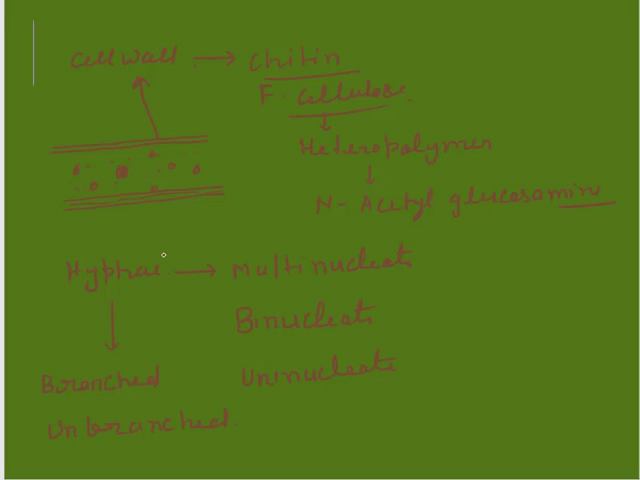 Cell wall → Chitin
F. Cellulose
↓
Heteropolymer
↓
N- Acetyl glucosamine
Hyphae → Multinucleate
Binucleate
Branched Uninucleate
Unbranched.